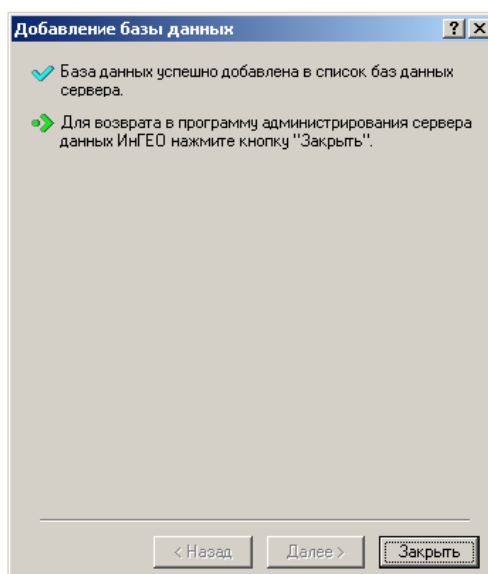 Добавление базы данных
База данных успешно добавлена в список баз данных
сервера.
Для возврата в программу администрирования сервера
данных ИнГЕО нажмите кнопку "Закрыть".
< Назад
Далее >
Закрыть